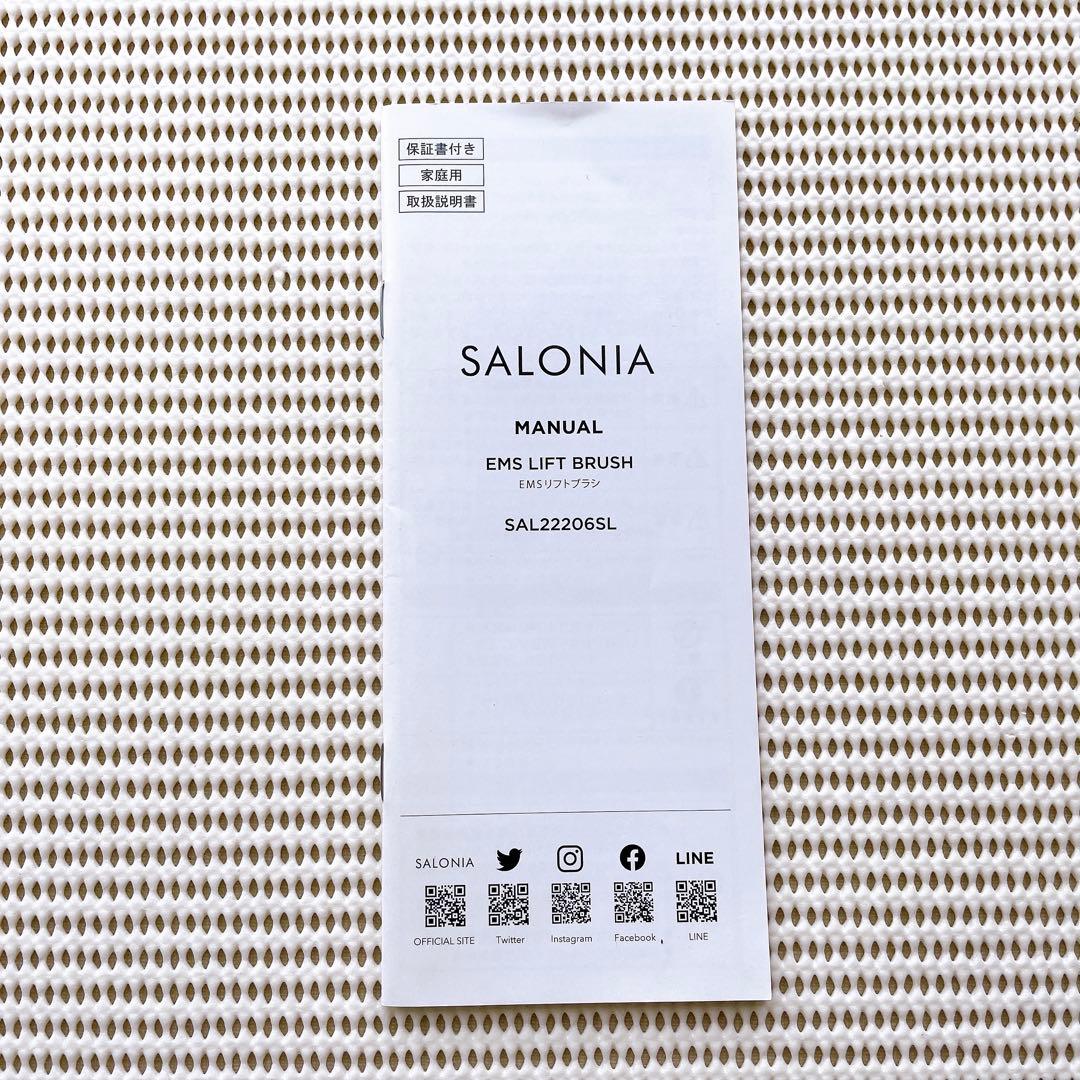 保証書付き
家庭用
取扱説明書
SALONIA
MANUAL
EMS LIFT BRUSH
EMSリフトブラシ
SAL22206SL
SALONIA
LINE
OFFICIAL SITE
Twitter
Instagram
Facebook
LINE